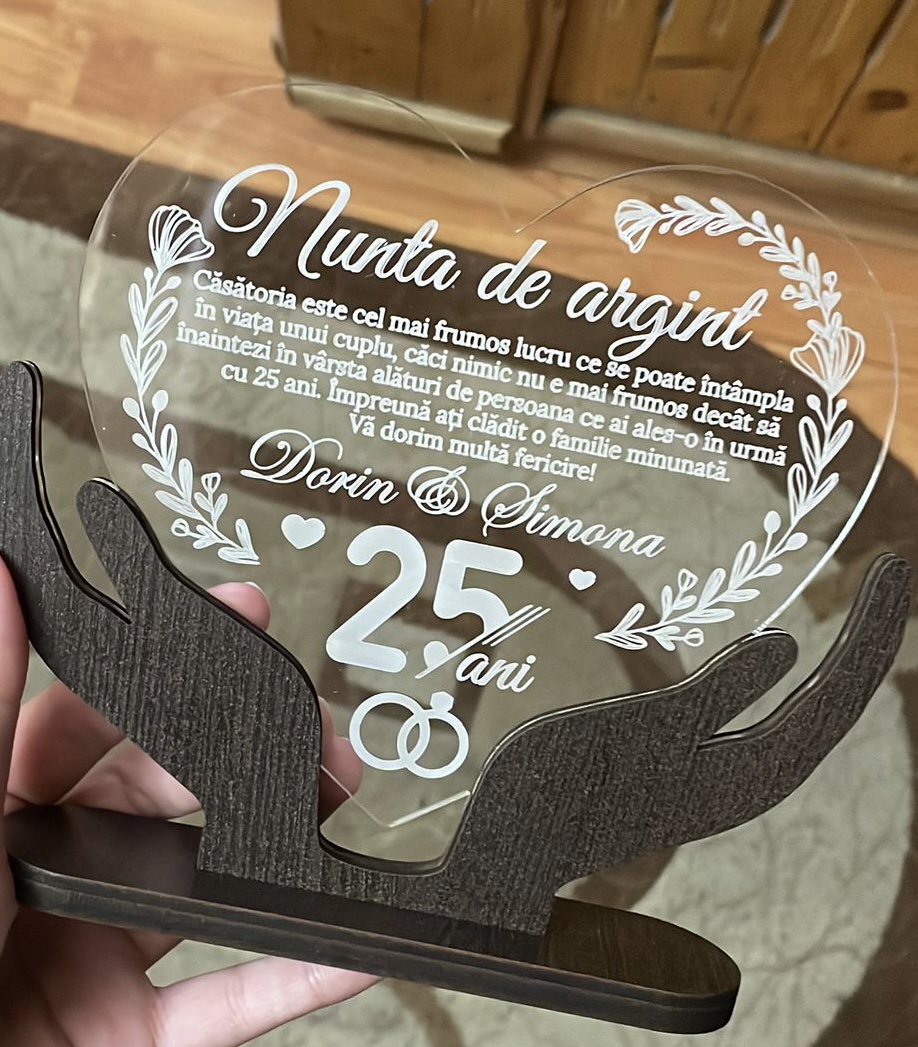 Nunta de argint
Căsătoria este cel mai frumos lucru ce se poate întâmpla
în viața unui cuplu, căci nimic nu e mai frumos decât să
înaintezi în vârsta alături de persoana ce ai ales-o în urmă
cu 25 ani. Împreună ați clădit o familie minunată.
Vă dorim multă fericire!
Dorin & Simona
25
ani